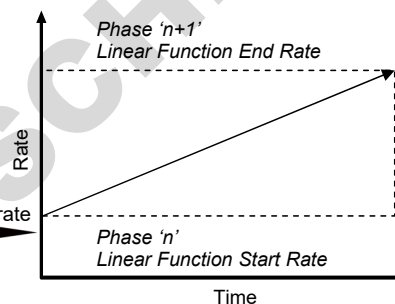 Phase ‘n+1’
Linear Function End Rate
Rate
rate
Phase ‘n’
Linear Function Start Rate
Time